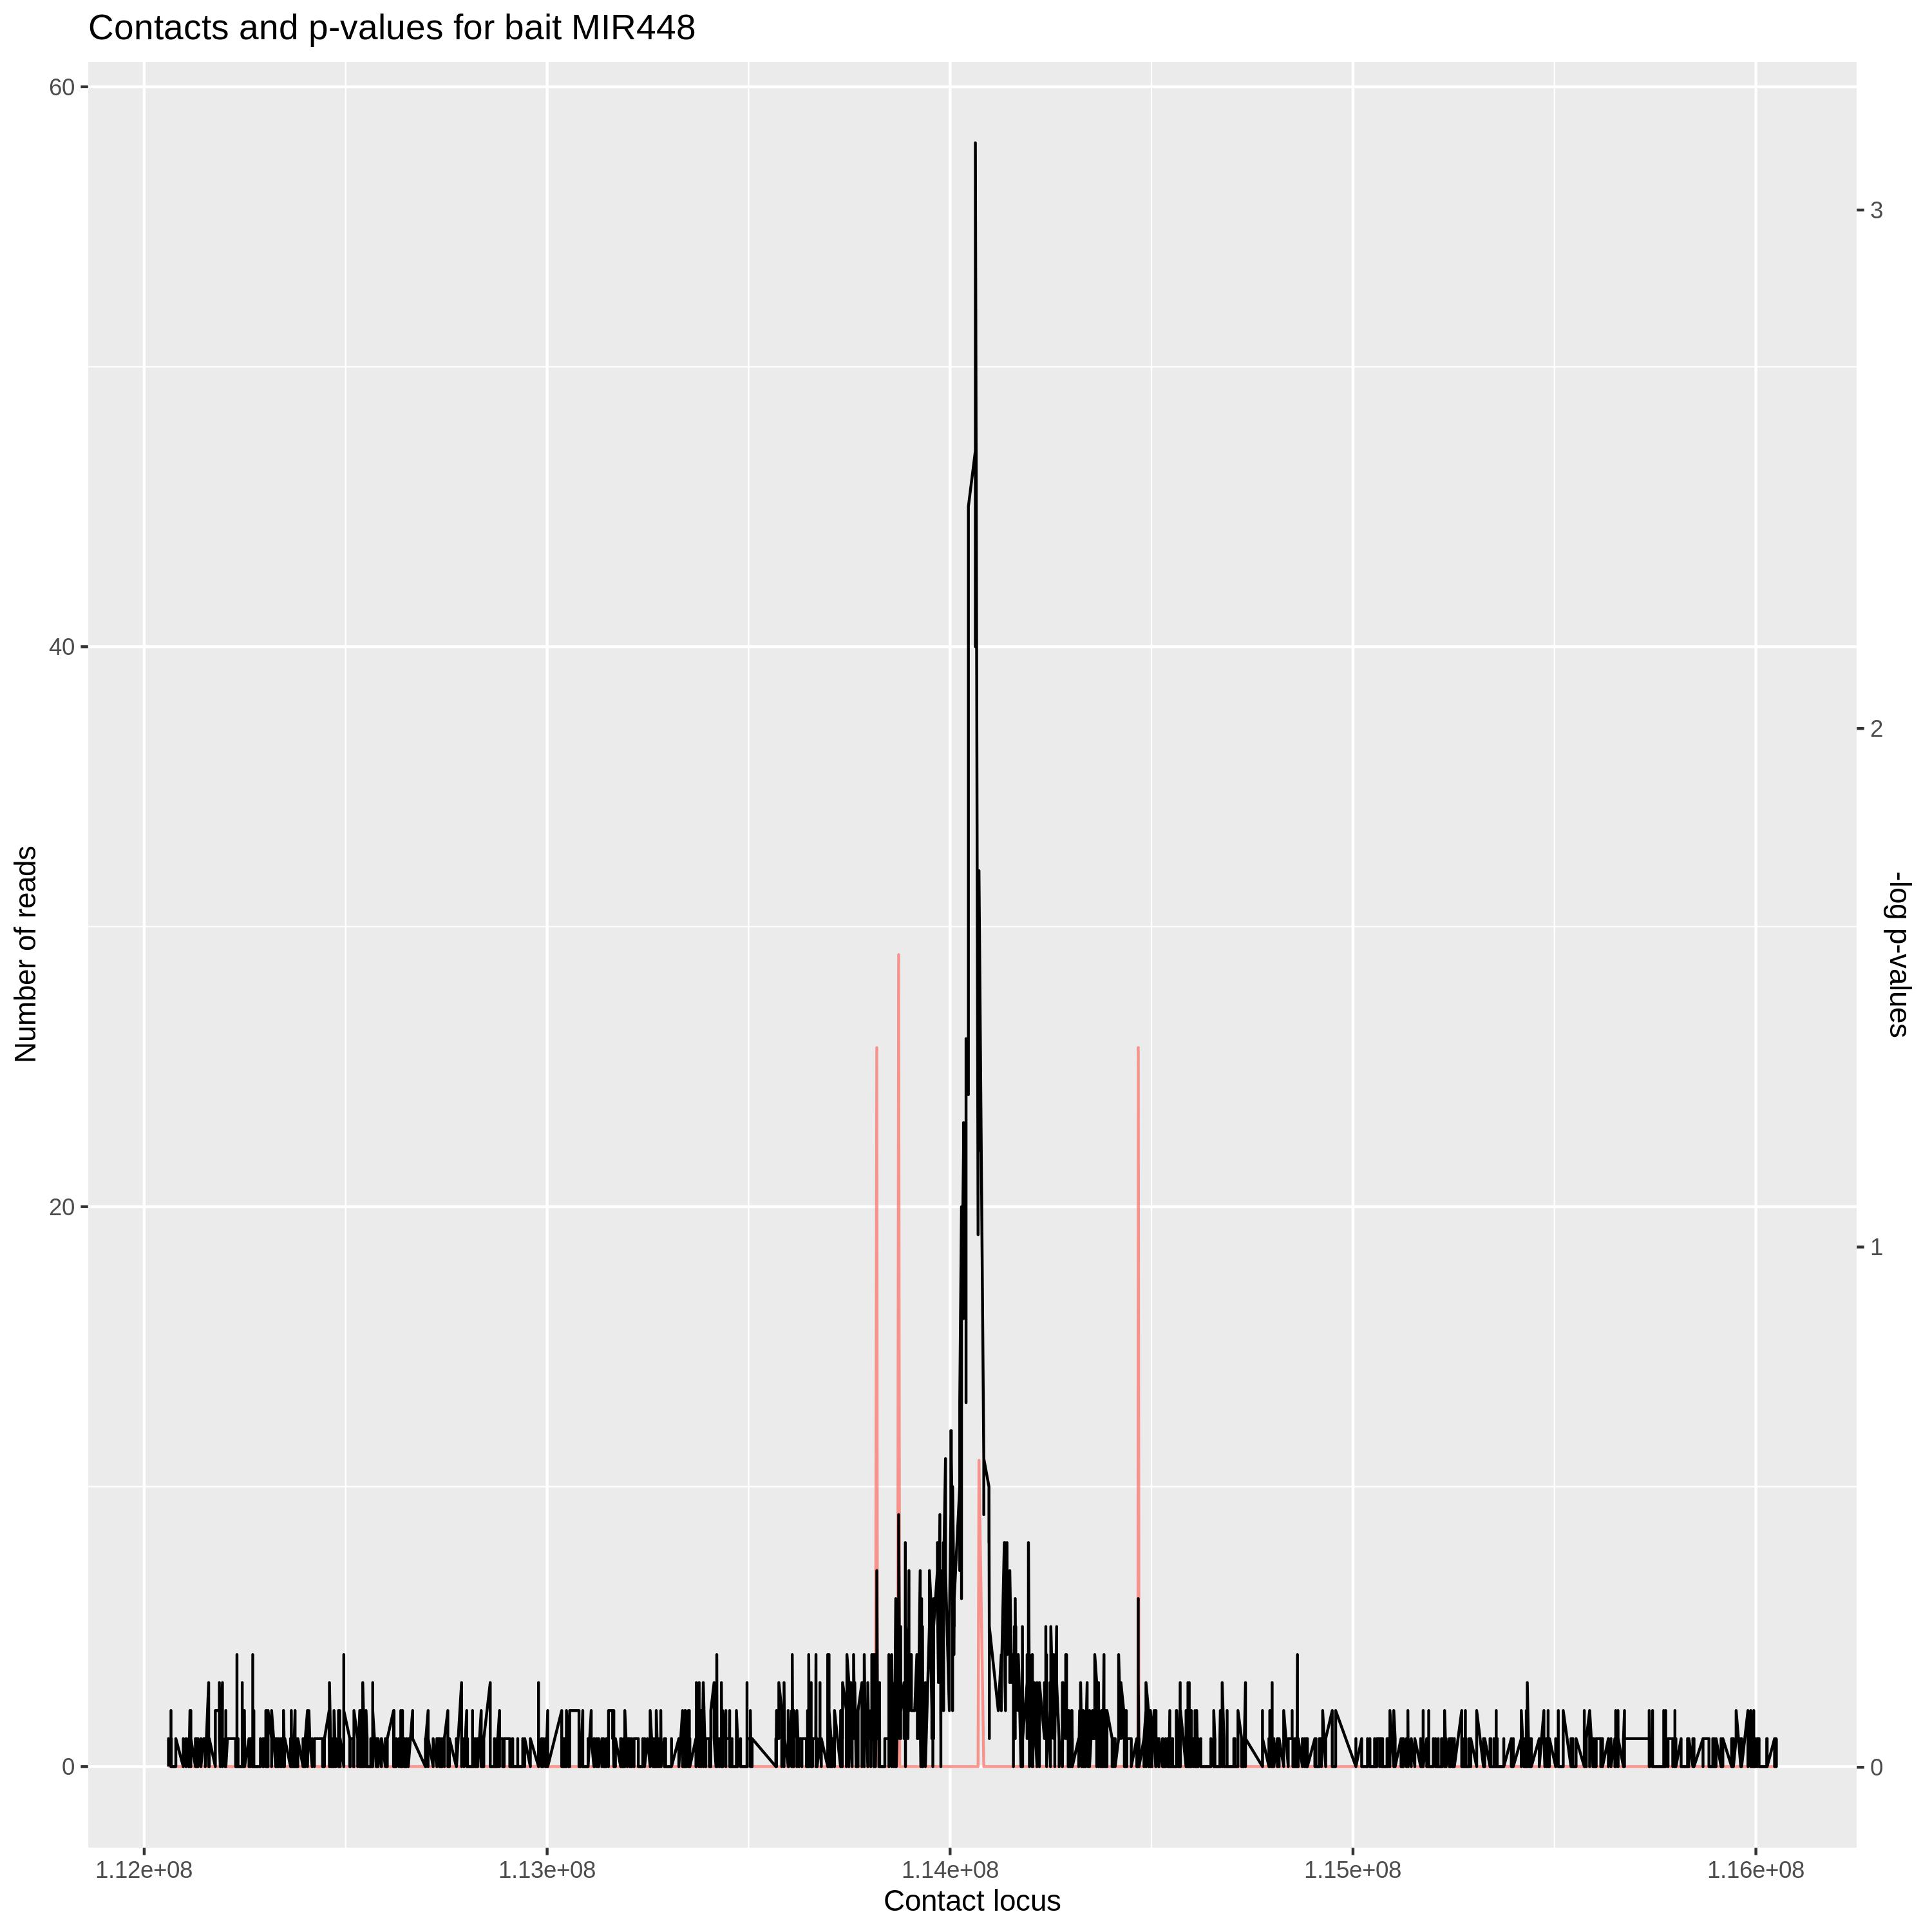 Contacts and p-values for bait MIR448
60
40
20
0
Number of reads
3
2
1
0
-log p-values
1.12e+08 1.13e+08 1.14e+08 1.15e+08 1.16e+08
Contact locus